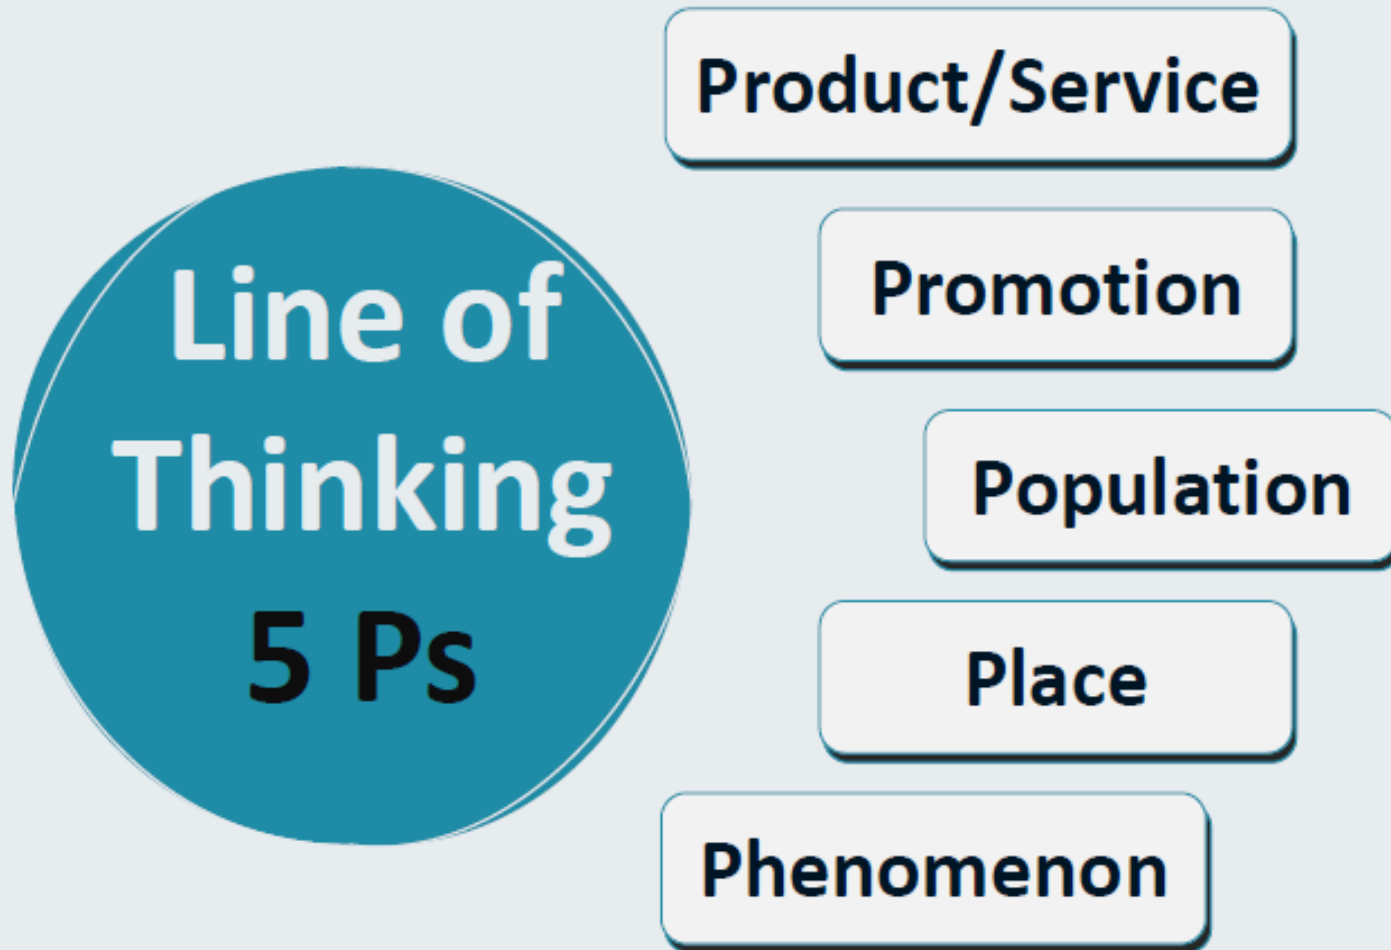 Line of
Thinking
5 Ps
Product/Service
Promotion
Population
Place
Phenomenon